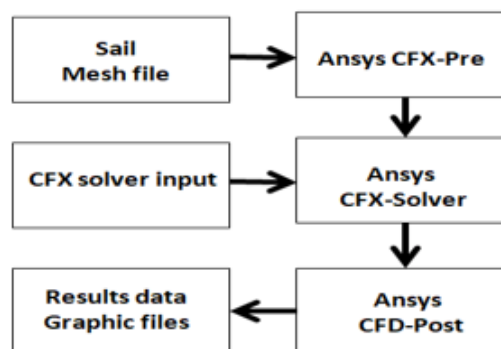 Sail
Mesh file
Ansys CFX-Pre
CFX solver input
Ansys
CFX-Solver
Results data
Graphic files
Ansys
CFD-Post